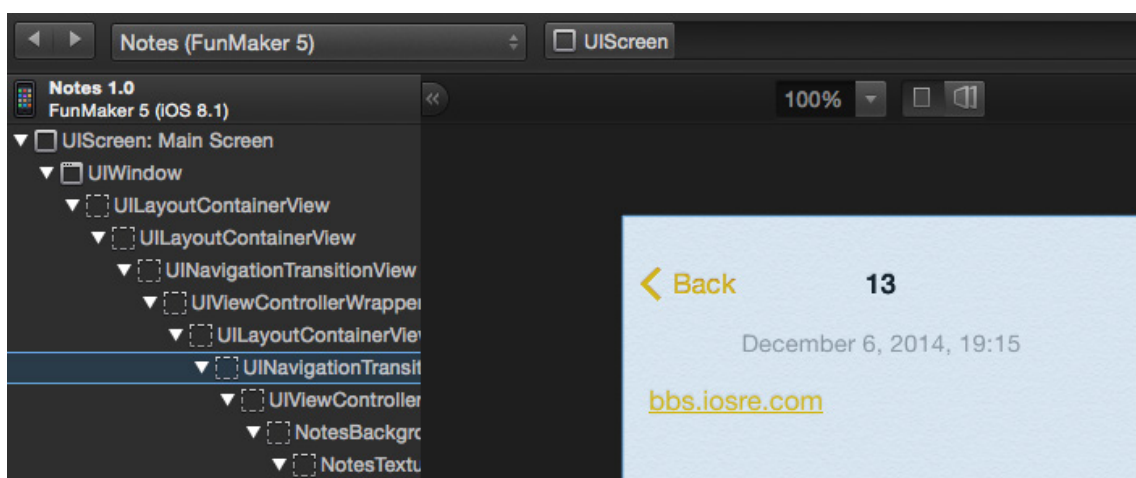 Notes (FunMaker 5)
UIScreen
Notes 1.0
FunMaker 5 (iOS 8.1)
100%
UIScreen: Main Screen
UIWindow
UILayoutContainerView
UILayoutContainerView
UINavigationTransitionView
UIViewControllerWrapper
UILayoutContainerVie
UINavigationTransit
UIViewController
NotesBackgro
NotesTextu
Back
13
December 6, 2014, 19:15
bbs.iosre.com